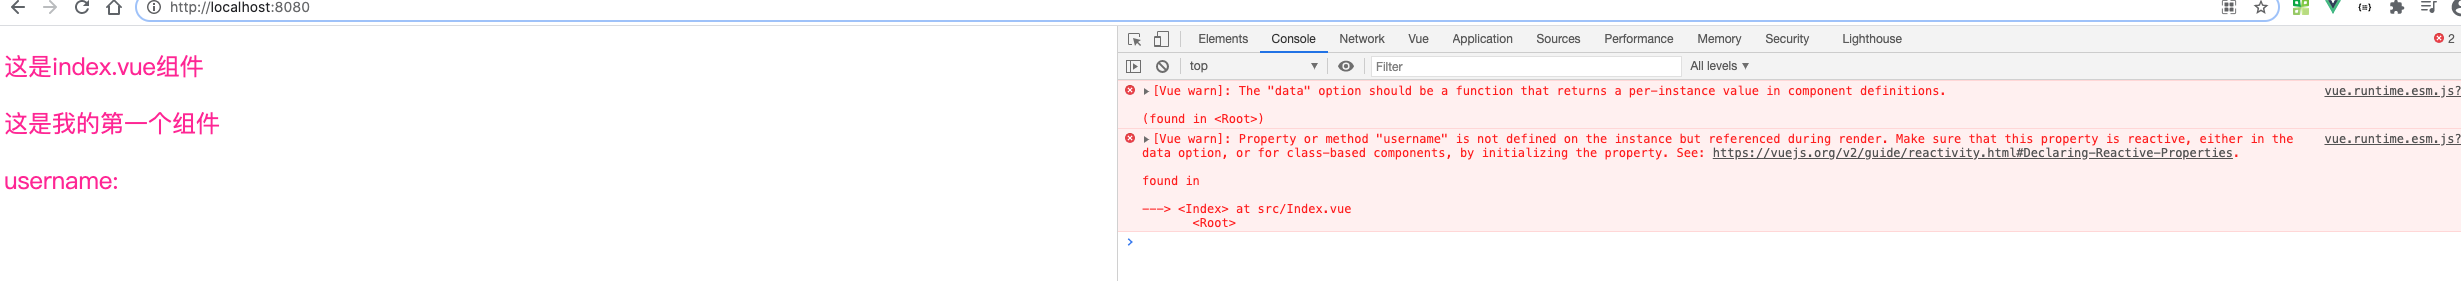 http://localhost:8080
这是index.vue组件
这是我的第一个组件
username:
Elements Console Network Vue Application Sources Performance Memory Security Lighthouse 2
top Filter All levels
[Vue warn]: The "data" option should be a function that returns a per-instance value in component definitions. vue.runtime.esm.js?
(found in <Root>)
[Vue warn]: Property or method "username" is not defined on the instance but referenced during render. Make sure that this property is reactive, either in the vue.runtime.esm.js?
data option, or for class-based components, by initializing the property. See: https://vuejs.org/v2/guide/reactivity.html#Declaring-Reactive-Properties.
found in
---> <Index> at src/Index.vue
<Root>